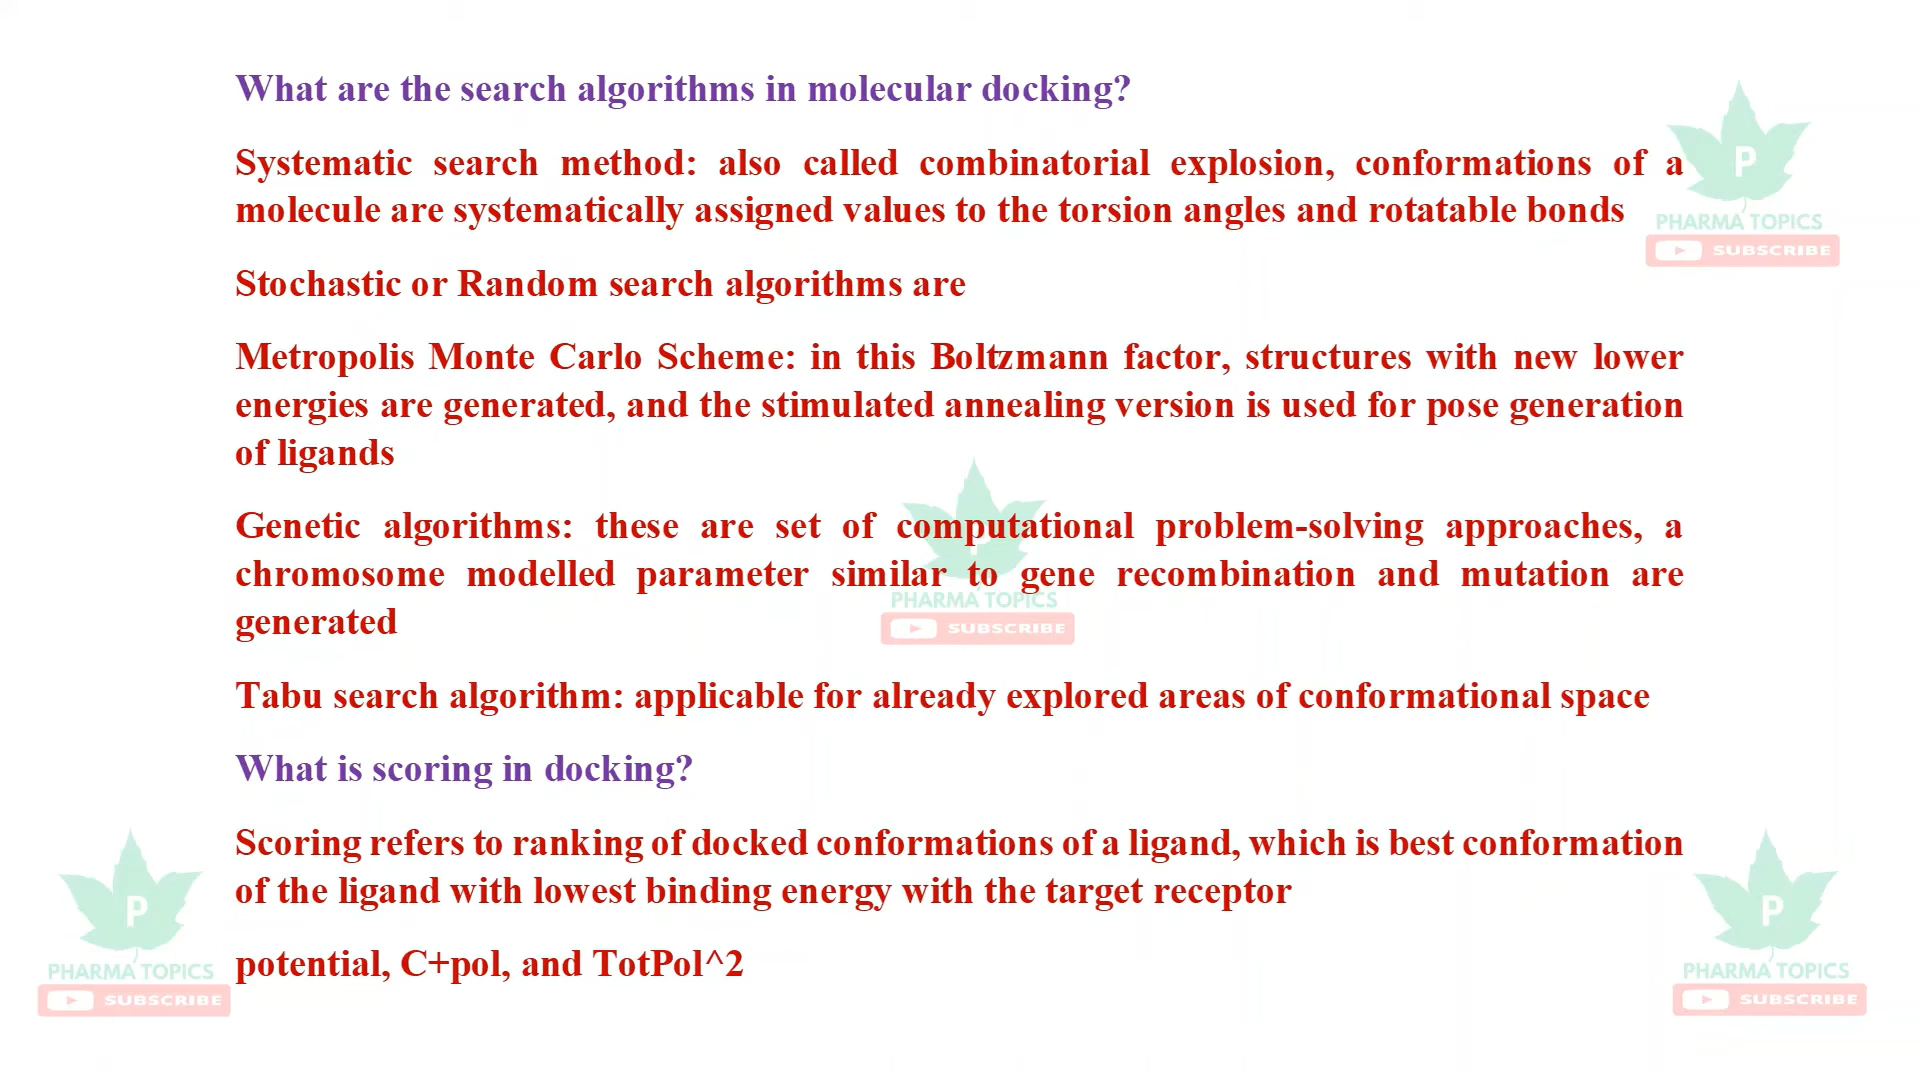 What are the search algorithms in molecular docking?
Systematic search method: also called combinatorial explosion, conformations of a
molecule are systematically assigned values to the torsion angles and rotatable bonds
P
PHARMA TOPICS
SUBSCRIBE
Stochastic or Random search algorithms are
Metropolis Monte Carlo Scheme: in this Boltzmann factor, structures with new lower
energies are generated, and the stimulated annealing version is used for pose generation
of ligands
Genetic algorithms: these are set of computational problem-solving approaches, a
chromosome modelled parameter similar to gene recombination and mutation are
generated
P
PHARMA TOPICS
SUBSCRIBE
Tabu search algorithm: applicable for already explored areas of conformational space
What is scoring in docking?
Scoring refers to ranking of docked conformations of a ligand, which is best conformation
of the ligand with lowest binding energy with the target receptor
potential, C+pol, and TotPol^2
P
PHARMA TOPICS
SUBSCRIBE
P
PHARMA TOPICS
SUBSCRIBE